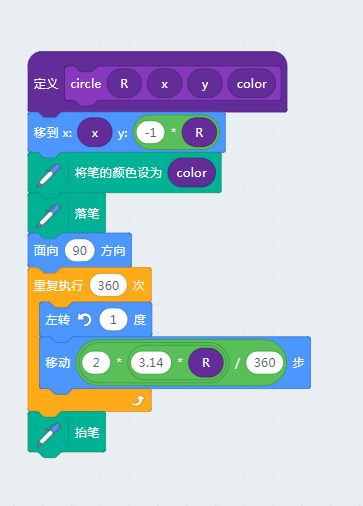 定义 circle R x y color
移到 x: x y: -1 * R
将笔的颜色设为 color
落笔
面向 90 方向
重复执行 360 次
左转 1 度
移动 2 * 3.14 * R / 360 步
抬笔